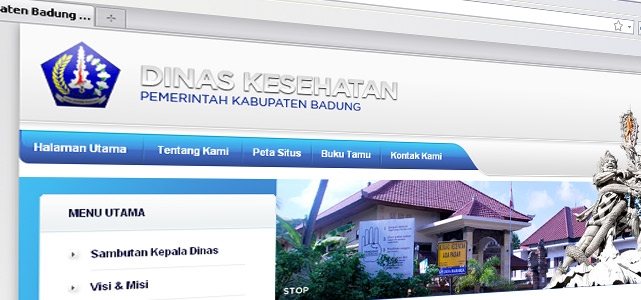 aten Badung ...
DINAS KESEHATAN
PEMERINTAH KABUPATEN BADUNG
Halaman Utama
Tentang Kami
Peta Situs
Buku Tamu
Kontak Kami
MENU UTAMA
Sambutan Kepala Dinas
Visi & Misi
STOP